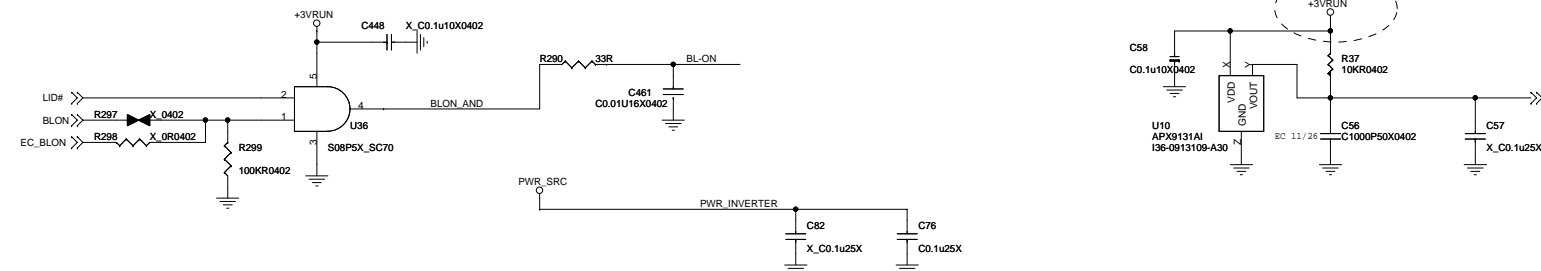 +3VRUN
C448
X_C0.1u10X0402
5
R290
33R
BL-ON
C461
C0.01U16X0402
LID#
2
4
BLON_AND
BLON
R297
X_0402
1
U36
EC_BLON
R298
X_0R0402
3
S08P5X_SC70
R299
100KR0402
PWR_SRC
PWR_INVERTER
C82
X_C0.1u25X
C76
C0.1u25X
+3VRUN
C58
C0.1u10X0402
R37
10KR0402
X
Y
VDD
VOUT
GND
Z
U10
APX9131AI
I36-0913109-A30
EC 11/26
C56
C1000P50X0402
C57
X_C0.1u25X